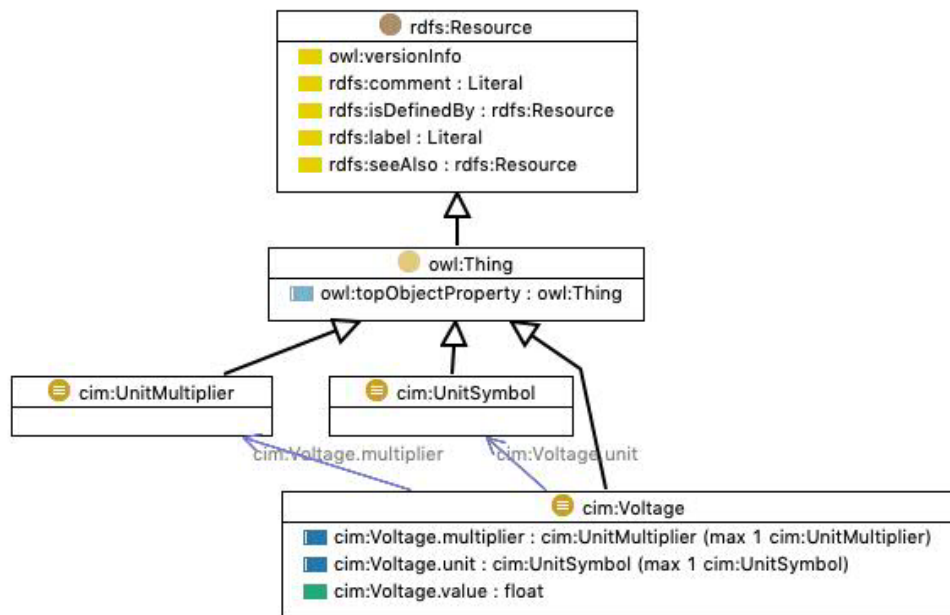 rdfs:Resource
owl:versionInfo
rdfs:comment : Literal
rdfs:isDefinedBy : rdfs:Resource
rdfs:label : Literal
rdfs:seeAlso : rdfs:Resource
owl:Thing
owl:topObjectProperty : owl:Thing
cim:UnitMultiplier
cim:UnitSymbol
cim:Voltage.multiplier
cim:Voltage.unit
cim:Voltage
cim:Voltage.multiplier : cim:UnitMultiplier (max 1 cim:UnitMultiplier)
cim:Voltage.unit : cim:UnitSymbol (max 1 cim:UnitSymbol)
cim:Voltage.value : float